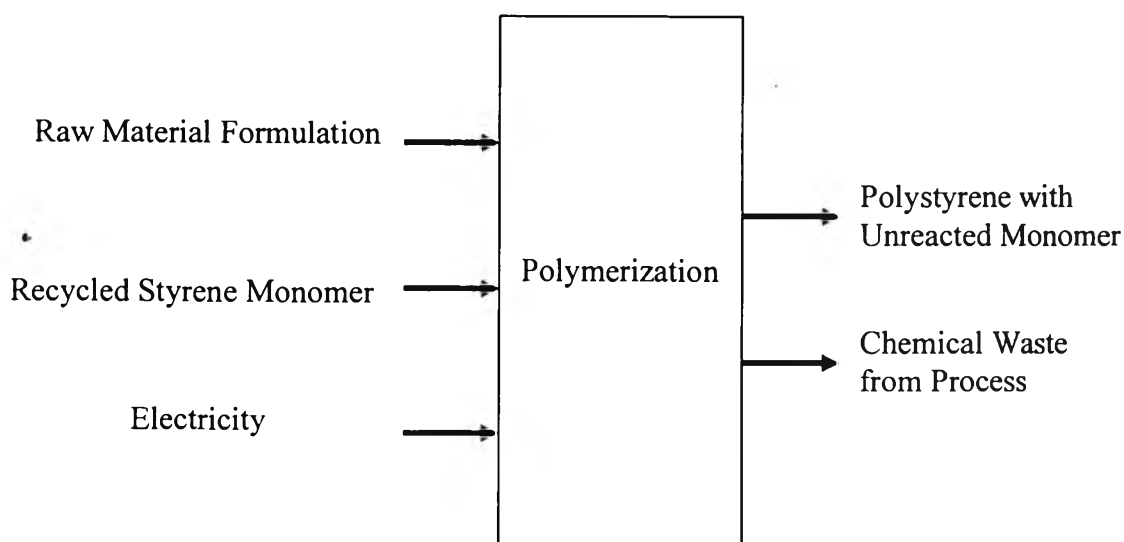 Raw Material Formulation
Recycled Styrene Monomer
Electricity
Polymerization
Polystyrene with
Unreacted Monomer
Chemical Waste
from Process